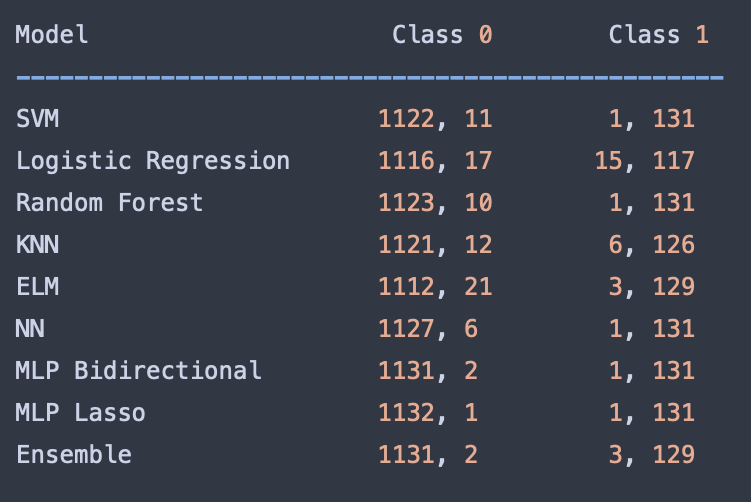 Model Class 0 Class 1
SVM 1122, 11 1, 131
Logistic Regression 1116, 17 15, 117
Random Forest 1123, 10 1, 131
KNN 1121, 12 6, 126
ELM 1112, 21 3, 129
NN 1127, 6 1, 131
MLP Bidirectional 1131, 2 1, 131
MLP Lasso 1132, 1 1, 131
Ensemble 1131, 2 3, 129